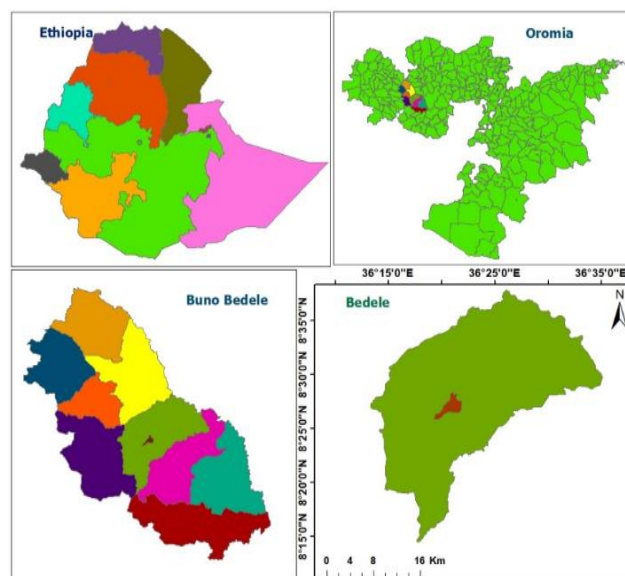 Ethiopia
Oromia
Buno Bedele
Bedele
36°15'0"E 36°25'0"E 36°35'0"E
N
8°35'0"N
8°30'0"N
8°25'0"N
8°20'0"N
8°15'0"N
0 4 8 16 Km